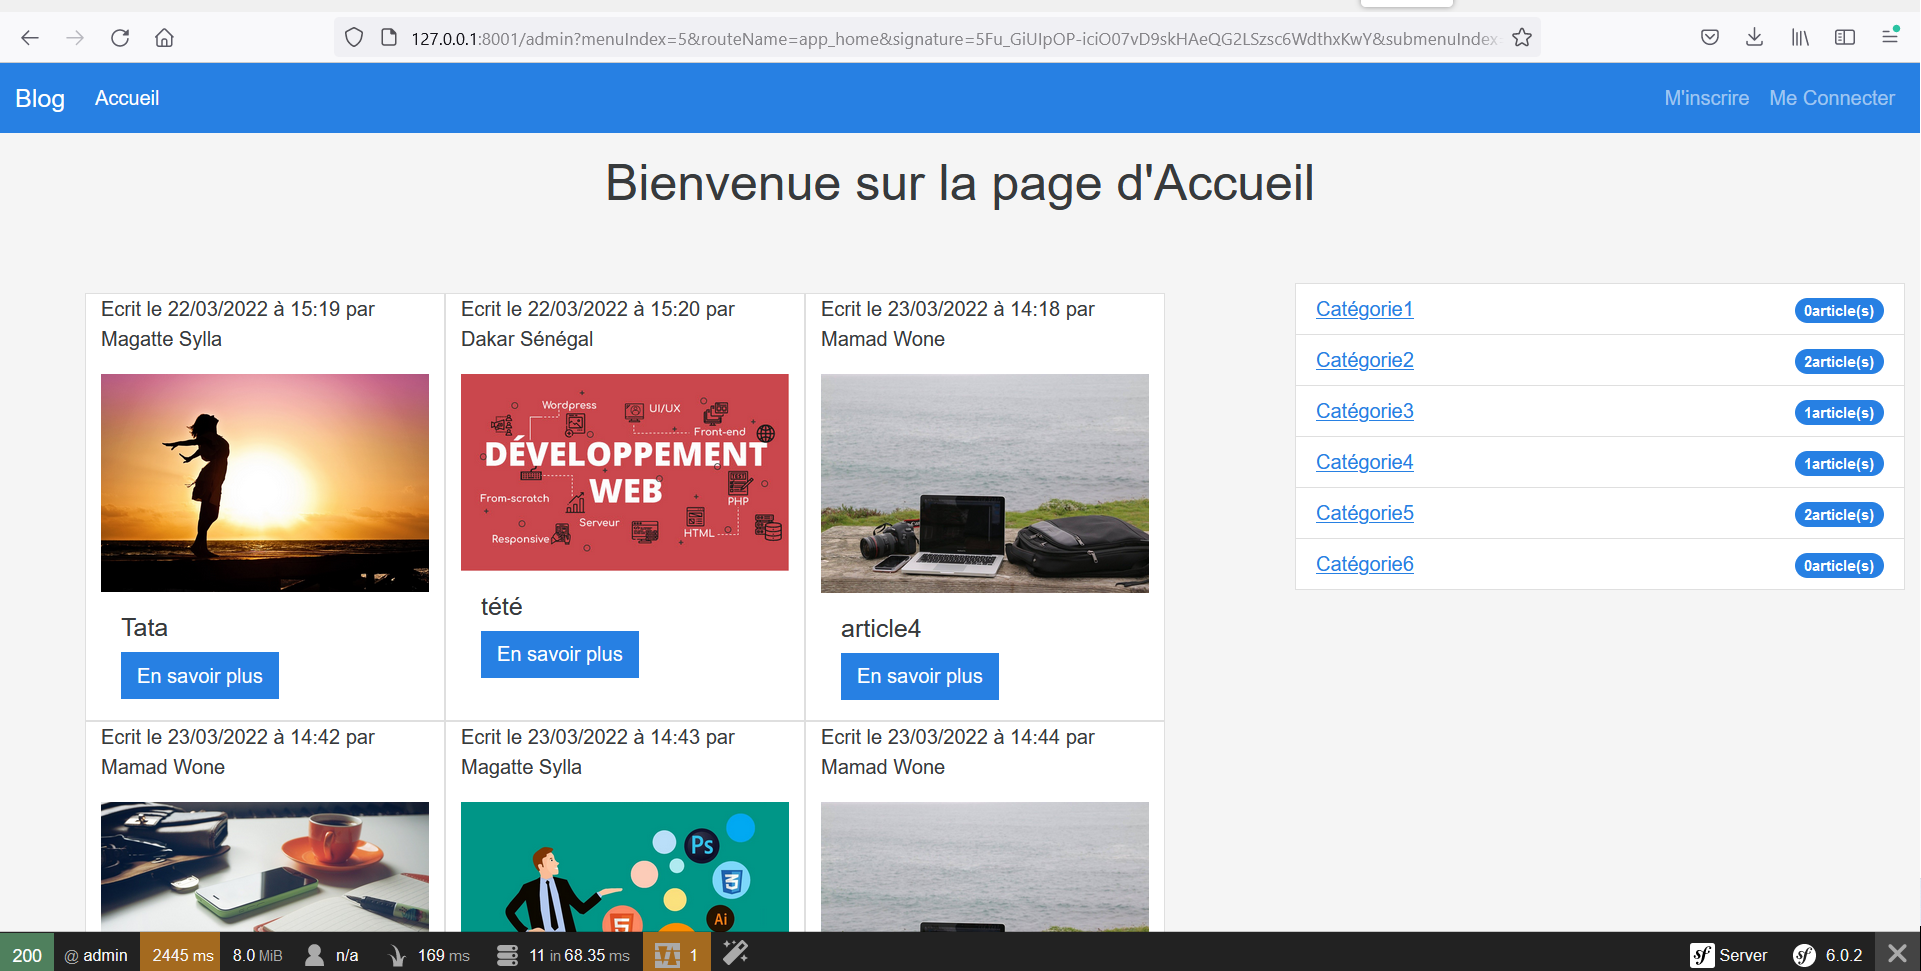 127.0.0.1:8001/admin?menuIndex=5&routeName=app_home&signature=5Fu_GiUIpOP-iciO07vD9skHAeQG2LSzsc6WdthxKwY&submenuIndex=
Blog Accueil M'inscrire Me Connecter
Bienvenue sur la page d'Accueil
Ecrit le 22/03/2022 à 15:19 par
Magatte Sylla
Tata
En savoir plus
Ecrit le 22/03/2022 à 15:20 par
Dakar Sénégal
Wordpress
UI/UX
Front-end
DÉVELOPPEMENT
WEB
From-scratch
PHP
Serveur
HTML
Responsive
tété
En savoir plus
Ecrit le 23/03/2022 à 14:18 par
Mamad Wone
article4
En savoir plus
Ecrit le 23/03/2022 à 14:42 par
Mamad Wone
Ecrit le 23/03/2022 à 14:43 par
Magatte Sylla
Ps
3
5
Ai
Ecrit le 23/03/2022 à 14:44 par
Mamad Wone
Catégorie1 0article(s)
Catégorie2 2article(s)
Catégorie3 1article(s)
Catégorie4 1article(s)
Catégorie5 2article(s)
Catégorie6 0article(s)
200 @ admin 2445 ms 8.0 MiB n/a 169 ms 11 in 68.35 ms 1 sf Server sf 6.0.2